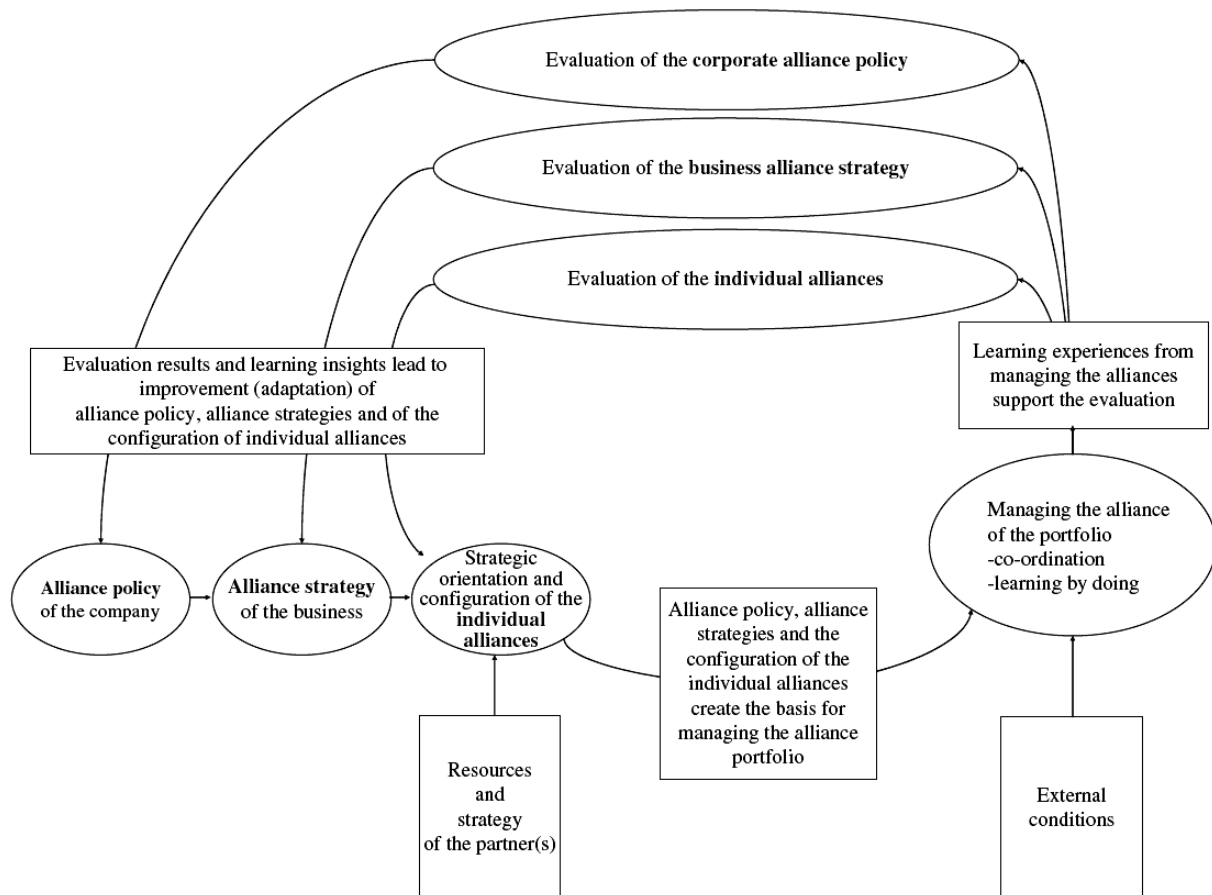 Evaluation of the corporate alliance policy
Evaluation of the business alliance strategy
Evaluation of the individual alliances
Evaluation results and learning insights lead to
improvement (adaptation) of
alliance policy, alliance strategies and of the
configuration of individual alliances
Learning experiences from
managing the alliances
support the evaluation
Alliance policy
of the company
Alliance strategy
of the business
Strategic
orientation and
configuration of the
individual
alliances
Managing the alliance
of the portfolio
-co-ordination
-learning by doing
Alliance policy, alliance
strategies and the
configuration of the
individual alliances
create the basis for
managing the alliance
portfolio
Resources
and
strategy
of the partner(s)
External
conditions